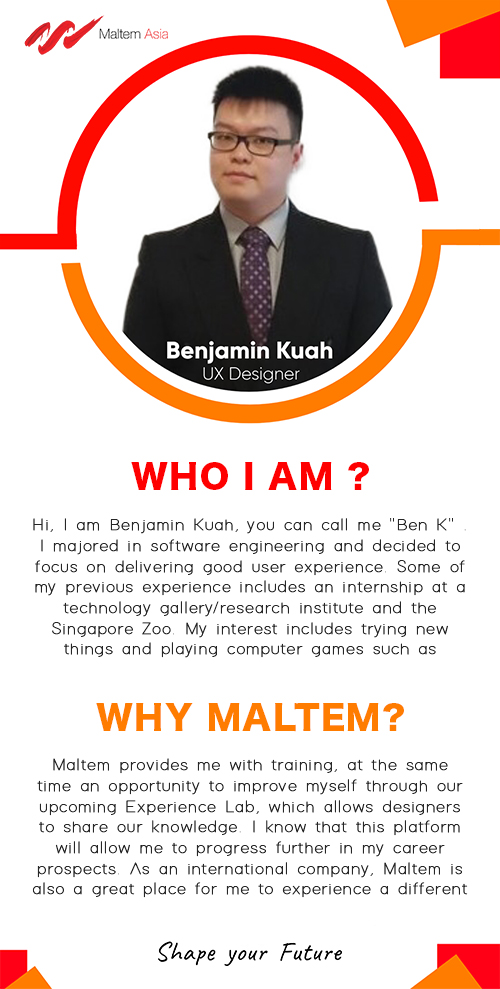 Maltem Asia
Benjamin Kuah
UX Designer
WHO I AM ?
Hi, I am Benjamin Kuah, you can call me "Ben K" .
I majored in software engineering and decided to
focus on delivering good user experience. Some of
my previous experience includes an internship at a
technology gallery/research institute and the
Singapore Zoo. My interest includes trying new
things and playing computer games such as
WHY MALTEM?
Maltem provides me with training, at the same
time an opportunity to improve myself through our
upcoming Experience Lab, which allows designers
to share our knowledge. I know that this platform
will allow me to progress further in my career
prospects. As an international company, Maltem is
also a great place for me to experience a different
Shape your Future